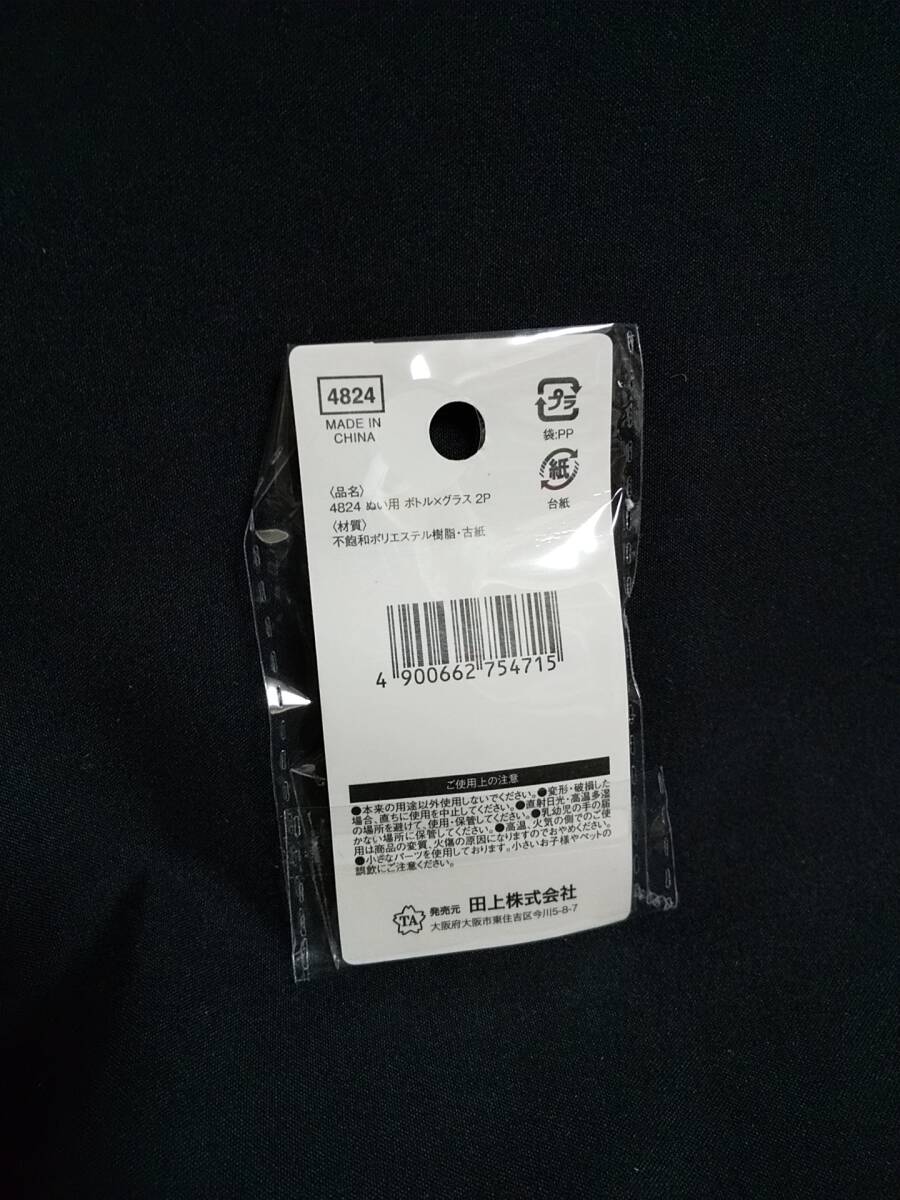 4824
MADE IN
CHINA
プラ
袋:PP
紙
台紙
〈品名〉
4824 ぬい用 ボトル×グラス 2P
〈材質〉
不飽和ポリエステル樹脂・古紙
4 900662 754715
ご使用上の注意
●本来の用途以外使用しないでください。●変形・破損した
場合、直ちに使用を中止してください。●直射日光・高温多湿
の場所を避けて使用・保管してください。●乳幼児の手の届
かない場所に保管してください。●高温、火気の側でのご使
用は商品の変質、火傷の原因になりますのでおやめください。
●小さなパーツを使用しております。小さいお子様やペットの
誤飲にご注意ください。
TA 発売元 田上株式会社
大阪府大阪市東住吉区今川5-8-7